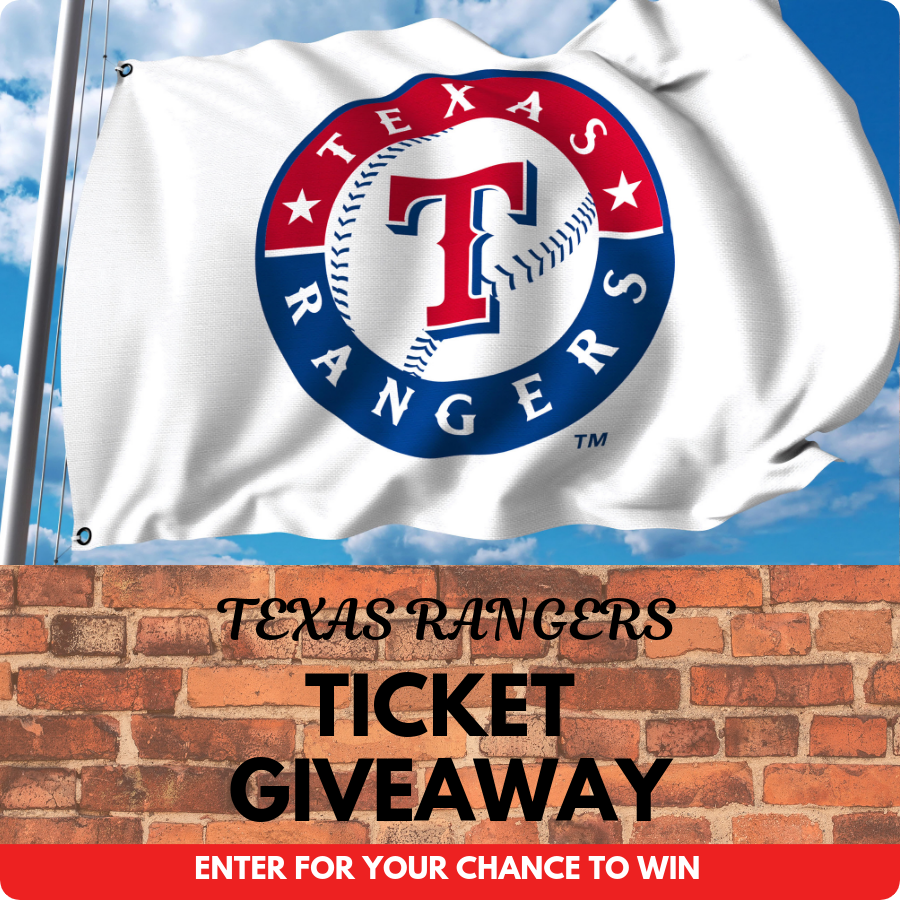 TEXAS
T
RANGERS
TM
TEXAS RANGERS
TICKET
GIVEAWAY
ENTER FOR YOUR CHANCE TO WIN